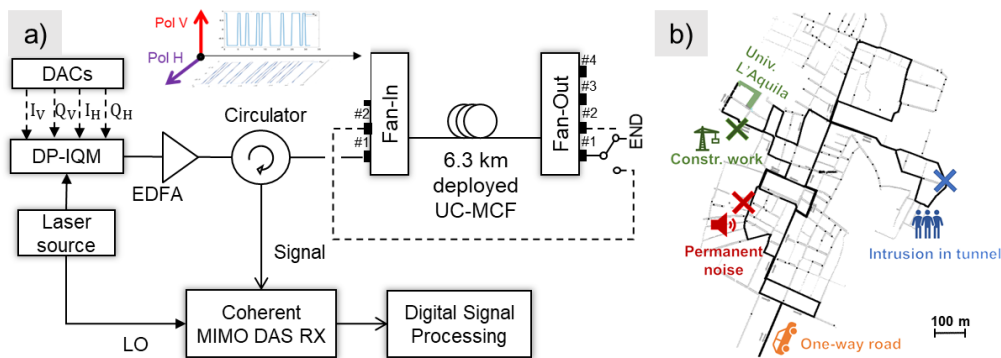 a)
Pol V
Pol H
DACs
I_V Q_V I_H Q_H
DP-IQM
EDFA
Circulator
Laser
source
Signal
LO
Coherent
MIMO DAS RX
Digital Signal
Processing
Fan-In
#2
#1
6.3 km
deployed
UC-MCF
Fan-Out
#4
#3
#2
#1
END
b)
Univ.
L'Aquila
Constr. work
Permanent
noise
Intrusion in tunnel
One-way road
100 m